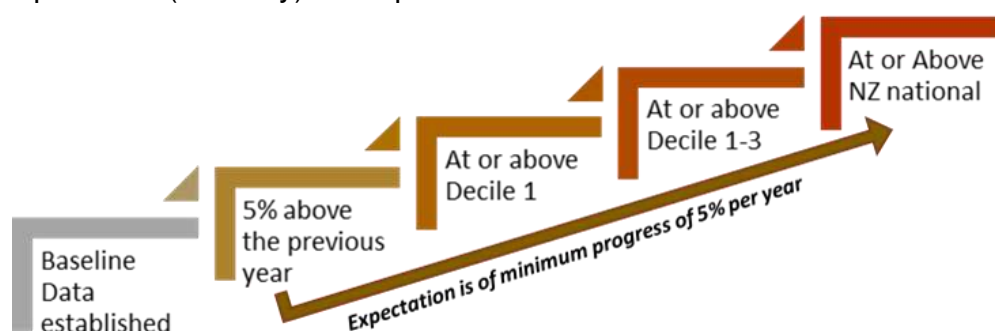 Baseline
Data
established
5% above
the previous
year
At or above
Decile 1
At or above
Decile 1-3
At or Above
NZ national
Expectation is of minimum progress of 5% per year